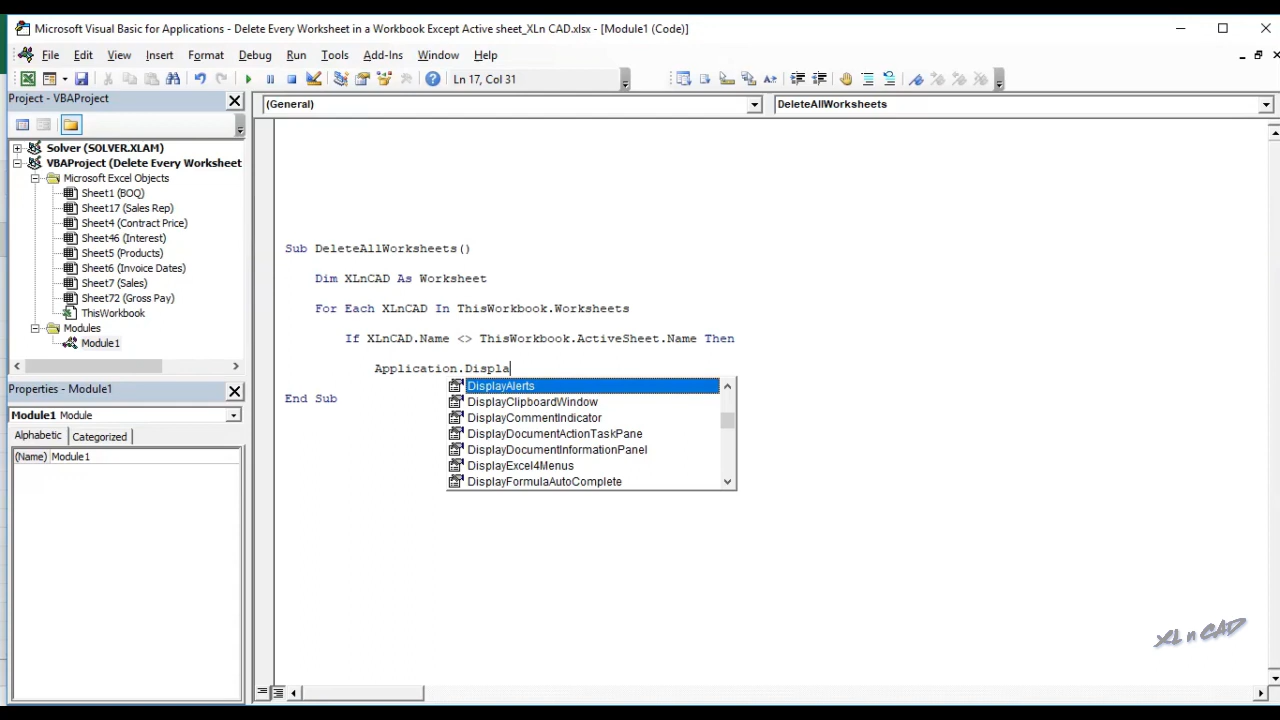 Microsoft Visual Basic for Applications - Delete Every Worksheet in a Workbook Except Active sheet_XLn CAD.xlsx - [Module1 (Code)]
File Edit View Insert Format Debug Run Tools Add-Ins Window Help
Ln 17, Col 31
Project - VBAProject
(General)
DeleteAllWorksheets
Solver (SOLVER.XLAM)
VBAProject (Delete Every Worksheet
Microsoft Excel Objects
Sheet1 (BOQ)
Sheet17 (Sales Rep)
Sheet4 (Contract Price)
Sheet46 (Interest)
Sheet5 (Products)
Sheet6 (Invoice Dates)
Sheet7 (Sales)
Sheet72 (Gross Pay)
ThisWorkbook
Modules
Module1
Properties - Module1
Module1 Module
Alphabetic Categorized
(Name) Module1
Sub DeleteAllWorksheets()
Dim XLnCAD As Worksheet
For Each XLnCAD In ThisWorkbook.Worksheets
If XLnCAD.Name <> ThisWorkbook.ActiveSheet.Name Then
Application.Displa
DisplayAlerts
DisplayClipboardWindow
DisplayCommentIndicator
DisplayDocumentActionTaskPane
DisplayDocumentInformationPanel
DisplayExcel4Menus
DisplayFormulaAutoComplete
End Sub
XL n CAD